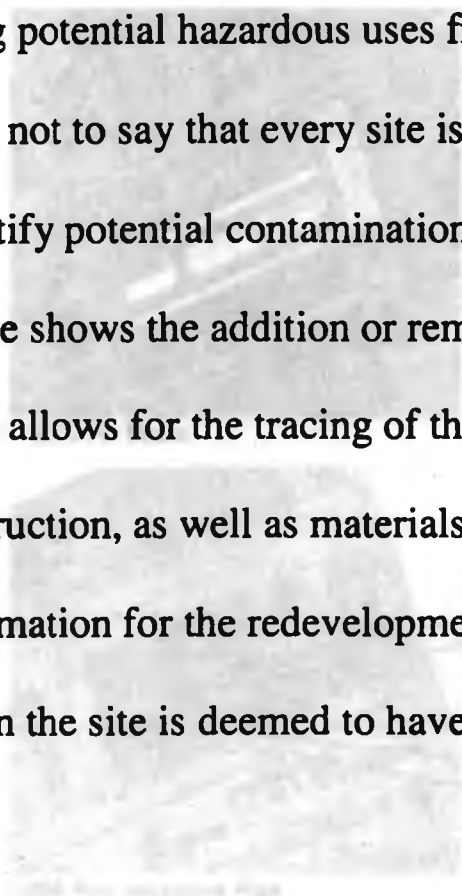 g potential hazardous uses fi
not to say that every site is
tify potential contamination
e shows the addition or rem
allows for the tracing of th
ruction, as well as materials
mation for the redevelopme
n the site is deemed to have